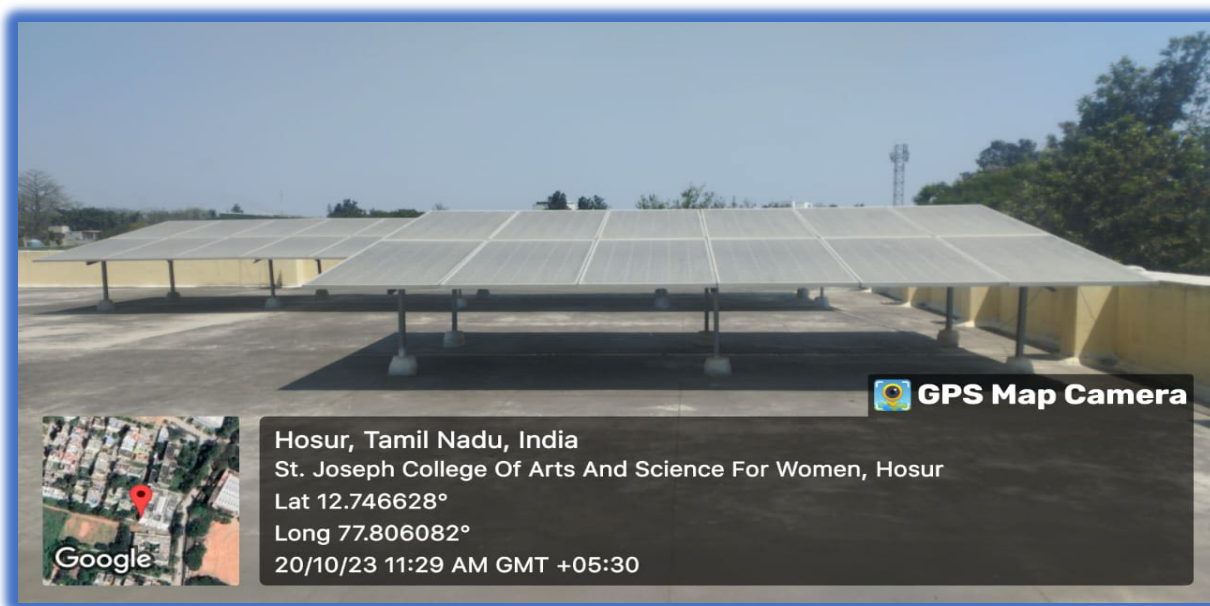 GPS Map Camera
Hosur, Tamil Nadu, India
St. Joseph College Of Arts And Science For Women, Hosur
Lat 12.746628°
Long 77.806082°
20/10/23 11:29 AM GMT +05:30
Google